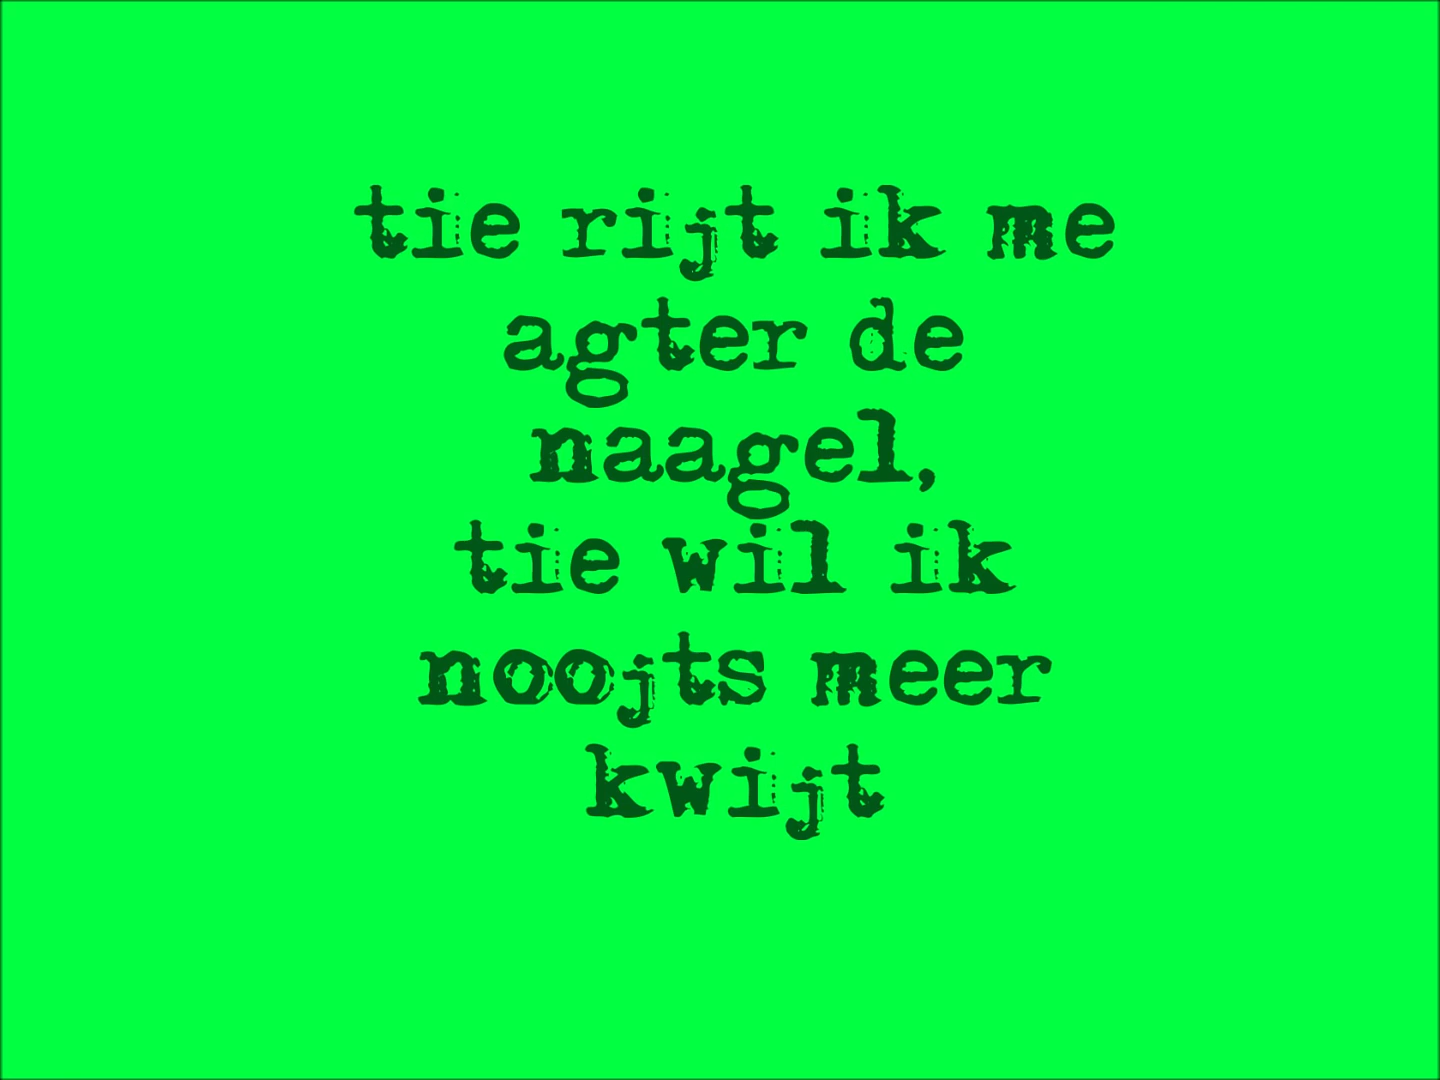 tie rijt ik me
agter de
naagel,
tie wil ik
noojts meer
kwijt